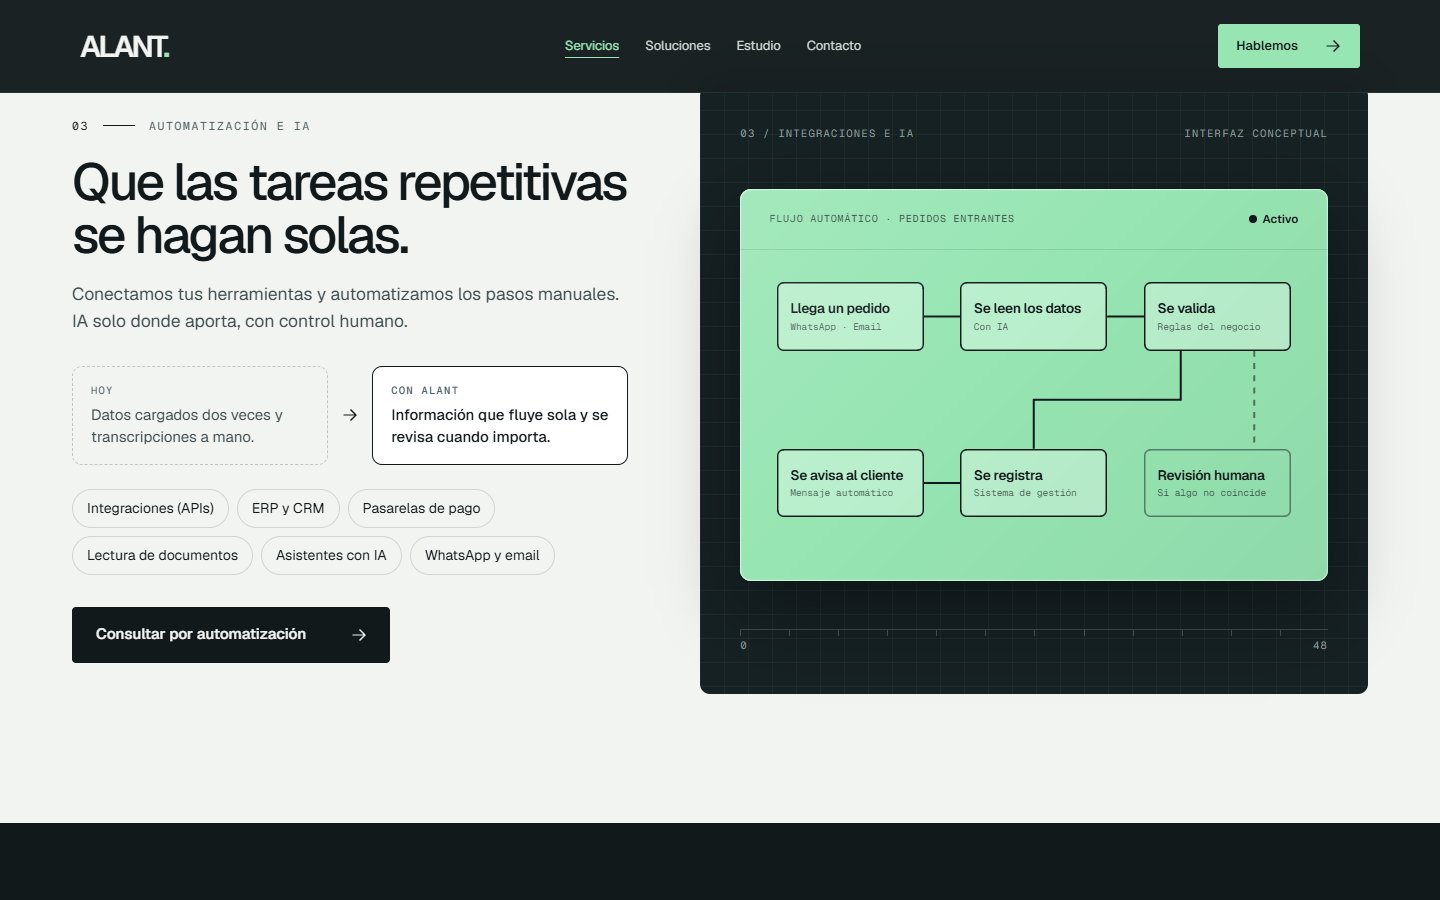 ALANT.
Servicios
Soluciones
Estudio
Contacto
Hablemos
03
AUTOMATIZACIÓN E IA
Que las tareas repetitivas
se hagan solas.
Conectamos tus herramientas y automatizamos los pasos manuales.
IA solo donde aporta, con control humano.
HOY
Datos cargados dos veces y
transcripciones a mano.
CON ALANT
Información que fluye sola y se
revisa cuando importa.
Integraciones (APIs)
ERP y CRM
Pasarelas de pago
Lectura de documentos
Asistentes con IA
WhatsApp y email
Consultar por automatización
03 / INTEGRACIONES E IA
INTERFAZ CONCEPTUAL
FLUJO AUTOMÁTICO · PEDIDOS ENTRANTES
Activo
Llega un pedido
WhatsApp · Email
Se leen los datos
Con IA
Se valida
Reglas del negocio
Se avisa al cliente
Mensaje automático
Se registra
Sistema de gestión
Revisión humana
Si algo no coincide
0
48